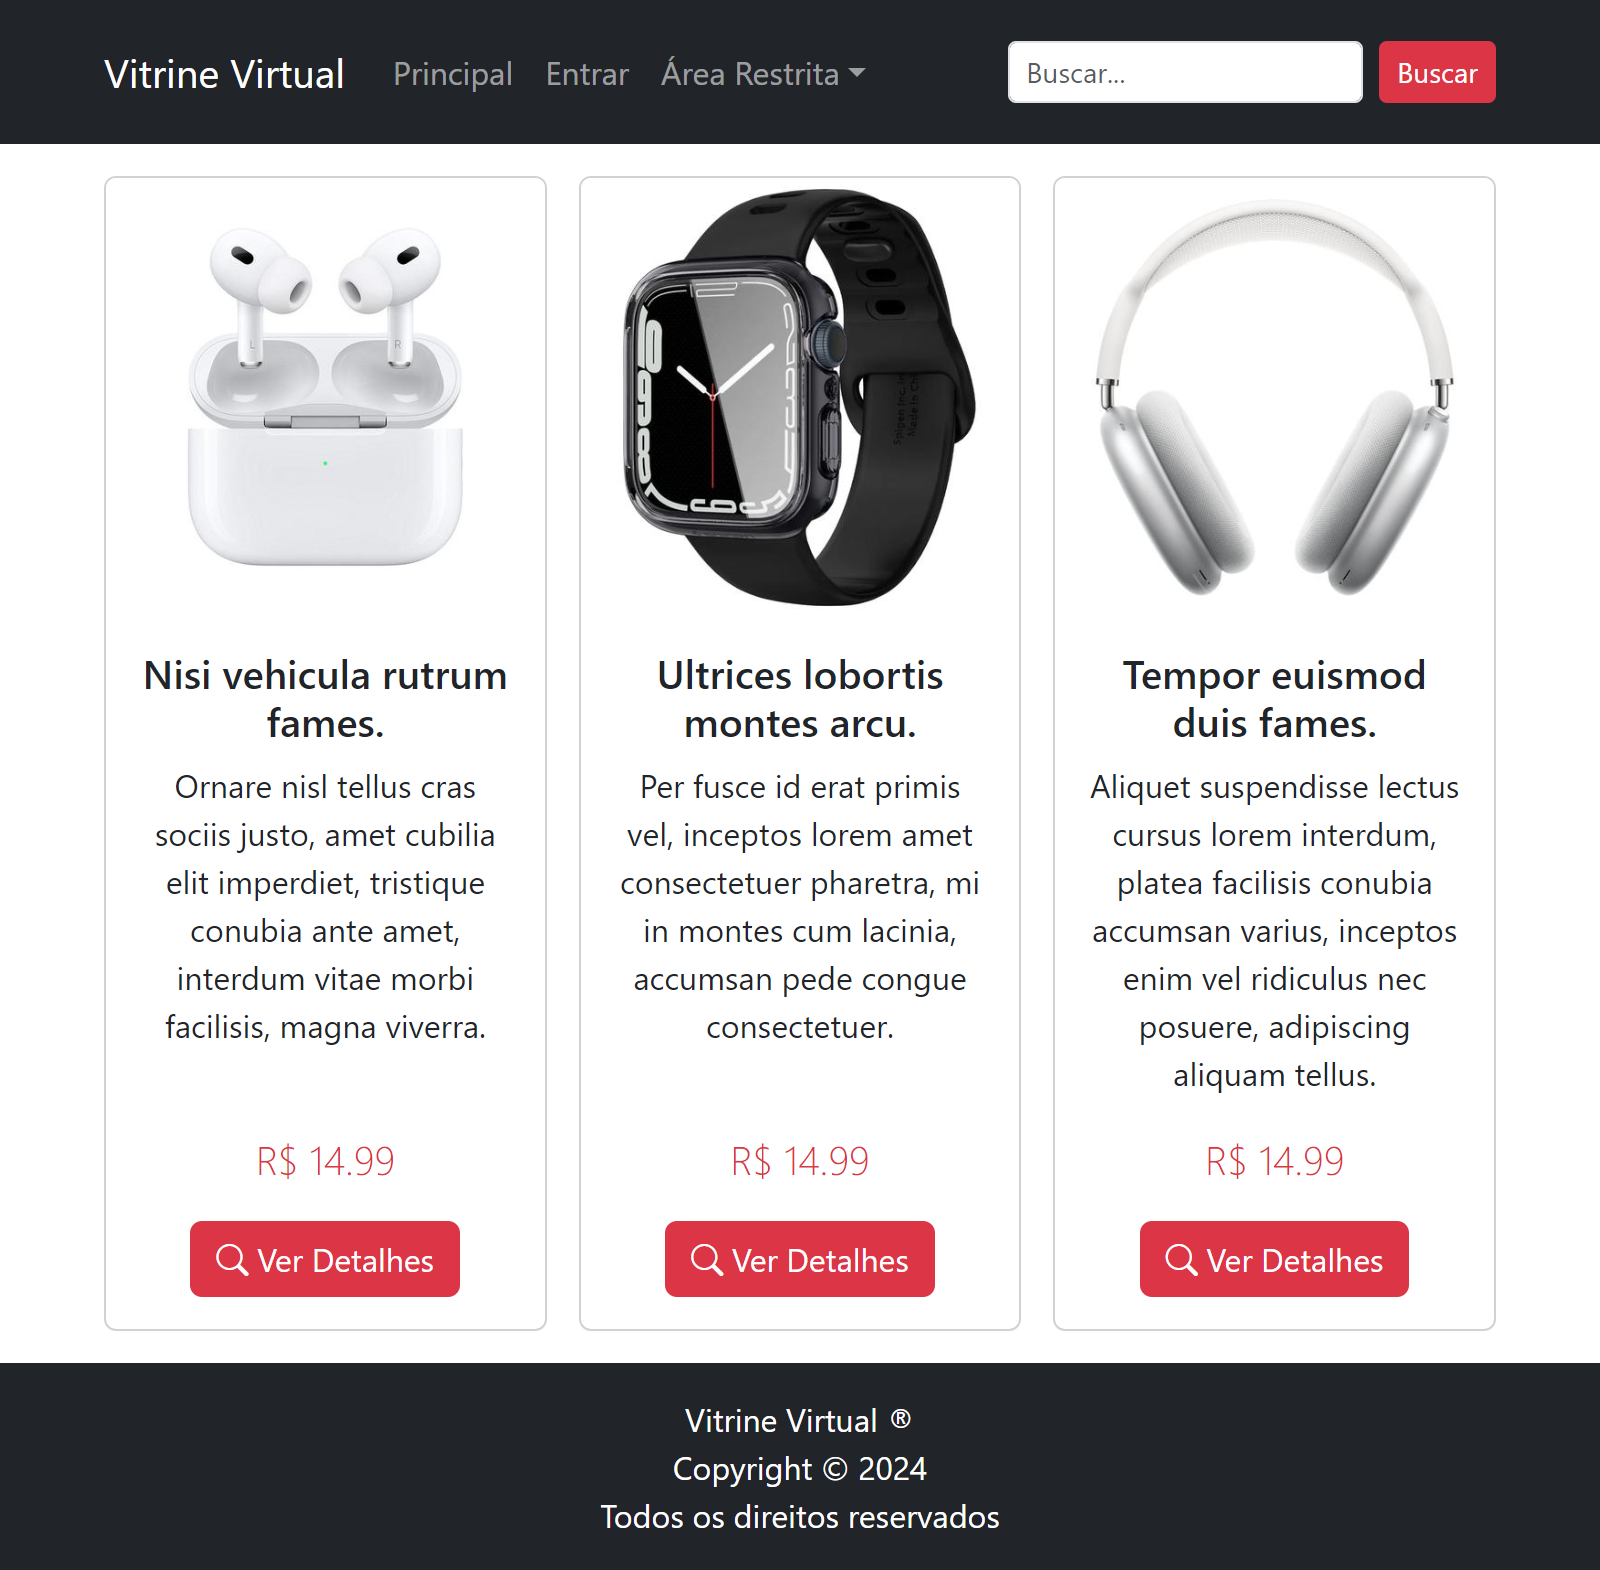 Vitrine Virtual Principal Entrar Área Restrita Buscar... Buscar
L R
Spigen Inc.
Nisi vehicula rutrum
fames.
Ornare nisl tellus cras
sociis justo, amet cubilia
elit imperdiet, tristique
conubia ante amet,
interdum vitae morbi
facilisis, magna viverra.
R$ 14.99
Ver Detalhes
Ultrices lobortis
montes arcu.
Per fusce id erat primis
vel, inceptos lorem amet
consectetuer pharetra, mi
in montes cum lacinia,
accumsan pede congue
consectetuer.
R$ 14.99
Ver Detalhes
Tempor euismod
duis fames.
Aliquet suspendisse lectus
cursus lorem interdum,
platea facilisis conubia
accumsan varius, inceptos
enim vel ridiculus nec
posuere, adipiscing
aliquam tellus.
R$ 14.99
Ver Detalhes
Vitrine Virtual ®
Copyright © 2024
Todos os direitos reservados